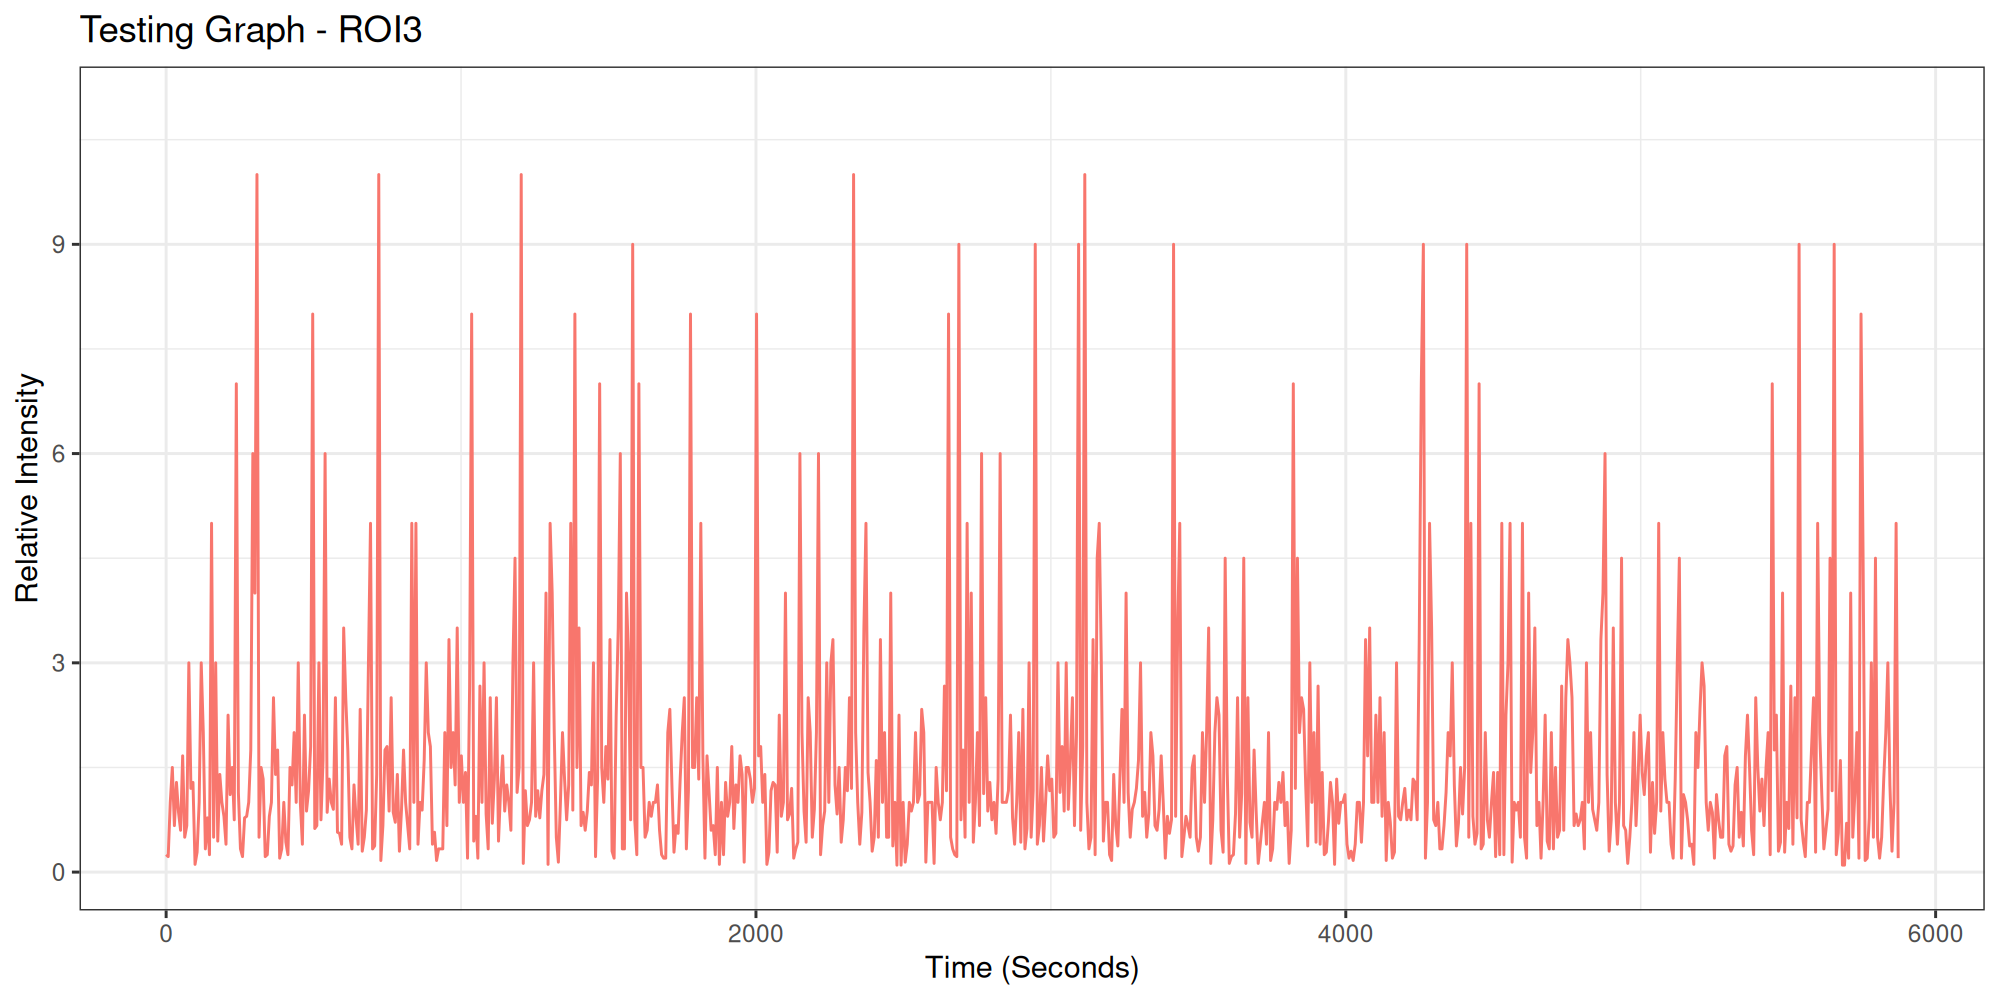 Testing Graph - ROI3
Relative Intensity
9
6
3
0
0
2000
4000
6000
Time (Seconds)